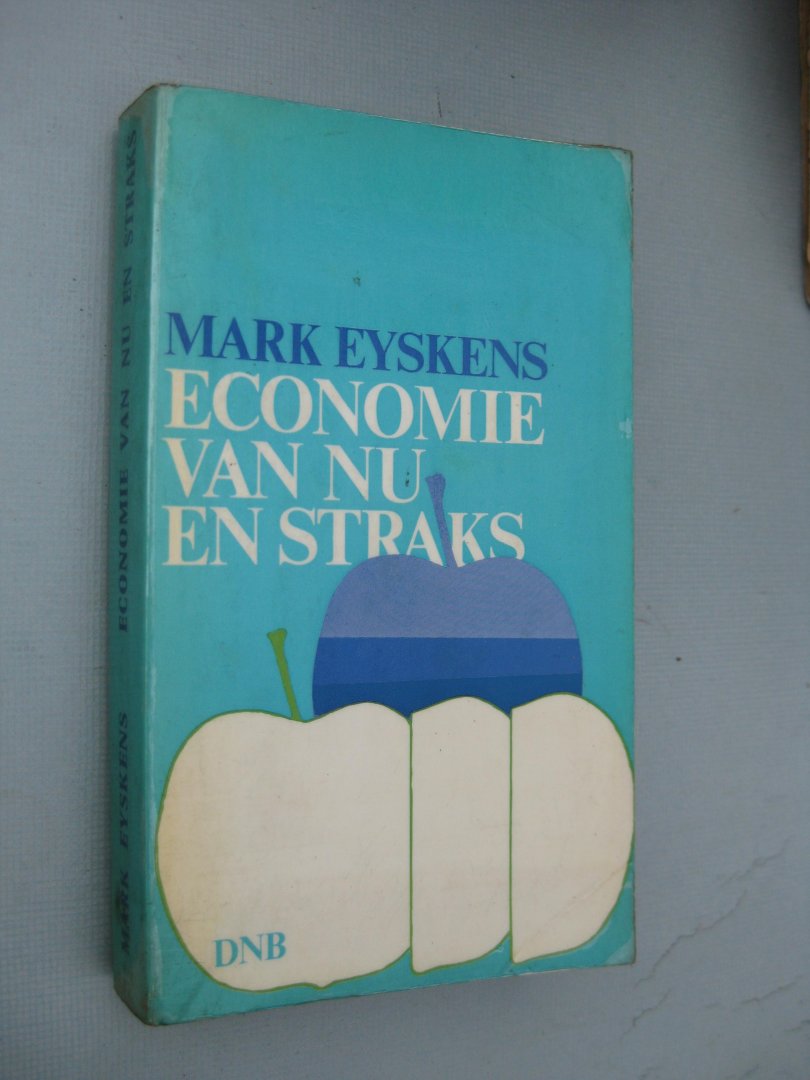 MARK EYSKENS
ECONOMIE
VAN NU
EN STRAKS
DNB
MARK EYSKENS ECONOMIE VAN NU EN STRAKS